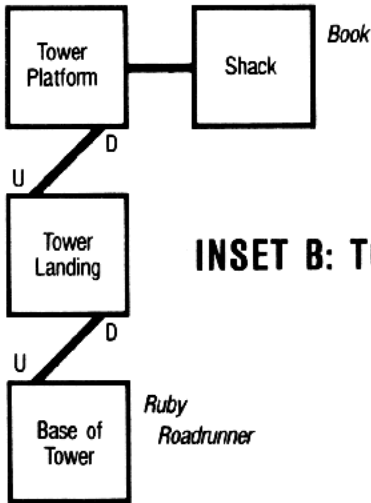 Tower
Platform
Shack
Book
D
U
Tower
Landing
INSET B:
D
U
Base of
Tower
Ruby
Roadrunner